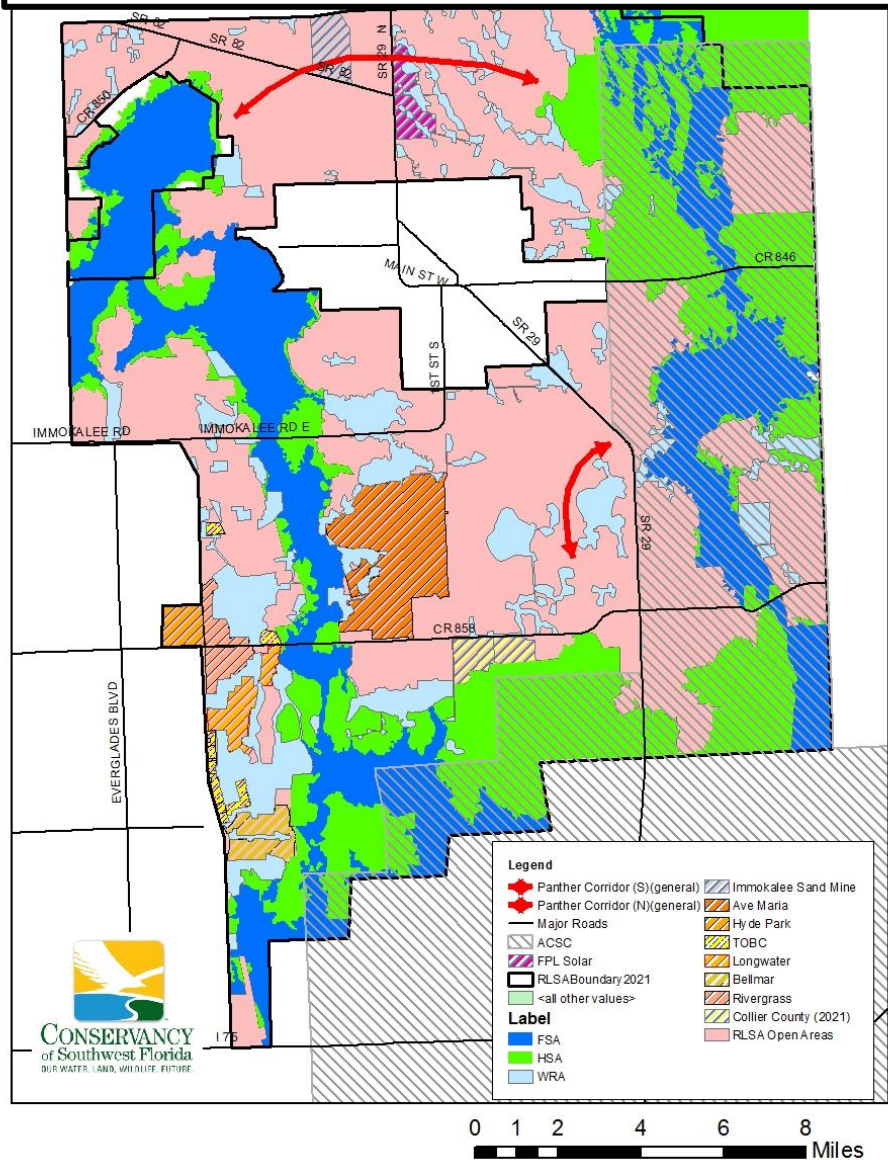 SR 82
SR 82
SR 82
SR 29 N
CR 850
CR 846
MAIN ST W
SR 29
1ST ST S
IMMOKALEE RD
IMMOKALEE RD E
SR 29
CR 858
EVERGLADES BLVD
I 75
CONSERVANCY
of Southwest Florida
OUR WATER, LAND, WILDLIFE, FUTURE.
Legend
Panther Corridor (S)(general)
Panther Corridor (N)(general)
Major Roads
ACSC
FPL Solar
RLSABoundary2021
<all other values>
Label
FSA
HSA
WRA
Immokalee Sand Mine
Ave Maria
Hyde Park
TOBC
Longwater
Bellmar
Rivergrass
Collier County (2021)
RLSA Open Areas
0 1 2 4 6 8
Miles